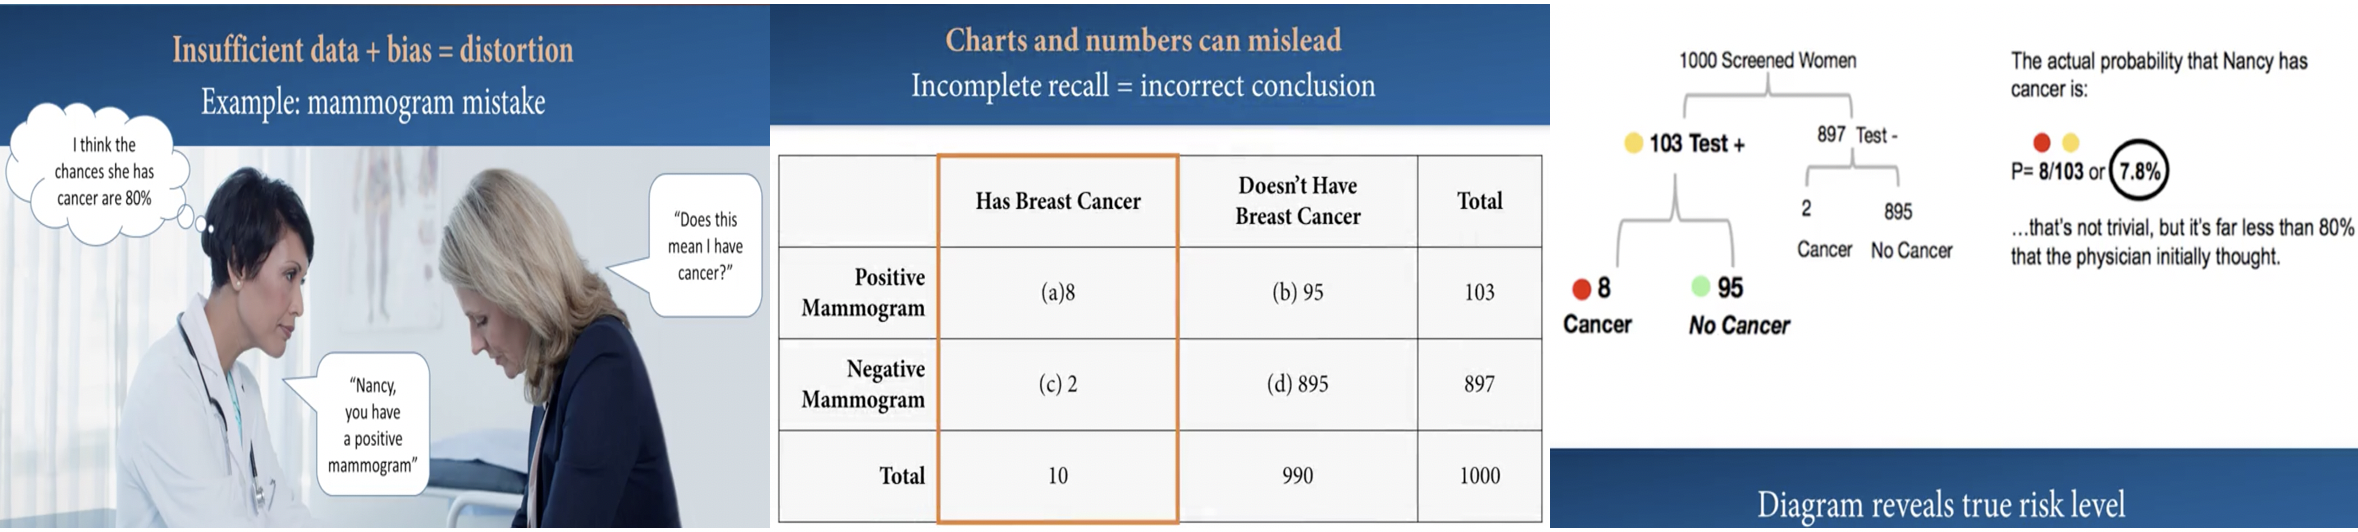 Insufficient data + bias = distortion
Example: mammogram mistake
I think the
chances she has
cancer are 80%
"Does this
mean I have
cancer?"
"Nancy,
you have
a positive
mammogram"
Charts and numbers can mislead
Incomplete recall = incorrect conclusion
Has Breast Cancer
Doesn't Have
Breast Cancer
Total
Positive
Mammogram
(a)8
(b) 95
103
Negative
Mammogram
(c) 2
(d) 895
897
Total
10
990
1000
1000 Screened Women
103 Test +
897 Test -
2
895
Cancer
No Cancer
8
95
Cancer
No Cancer
The actual probability that Nancy has
cancer is:
P= 8/103 or 7.8%
...that's not trivial, but it's far less than 80%
that the physician initially thought.
Diagram reveals true risk level